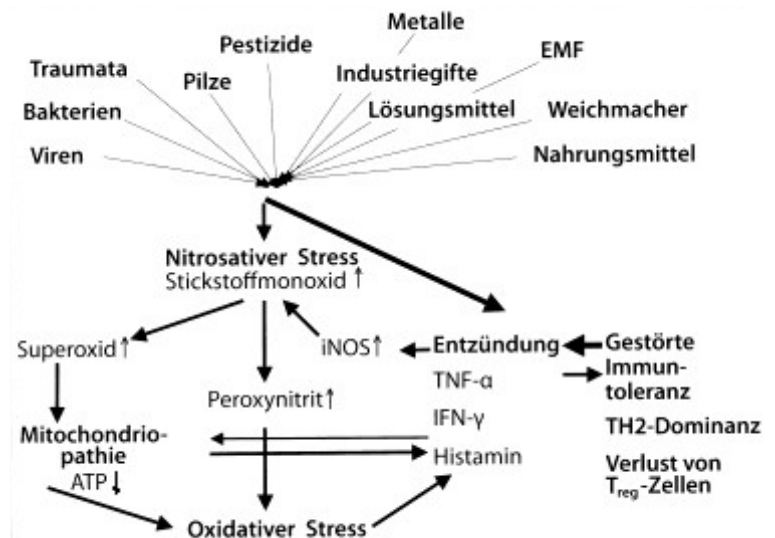 Metalle
Pestizide
EMF
Traumata
Pilze
Industriegifte
Bakterien
Lösungsmittel
Weichmacher
Viren
Nahrungsmittel
Nitrosativer Stress
Stickstoffmonoxid ↑
Superoxid ↑
iNOS ↑
Entzündung
Gestörte
Immun-
toleranz
TNF-α
Peroxynitrit ↑
IFN-γ
TH2-Dominanz
Mitochondrio-
pathie
ATP ↓
Histamin
Verlust von
Treg-Zellen
Oxidativer Stress